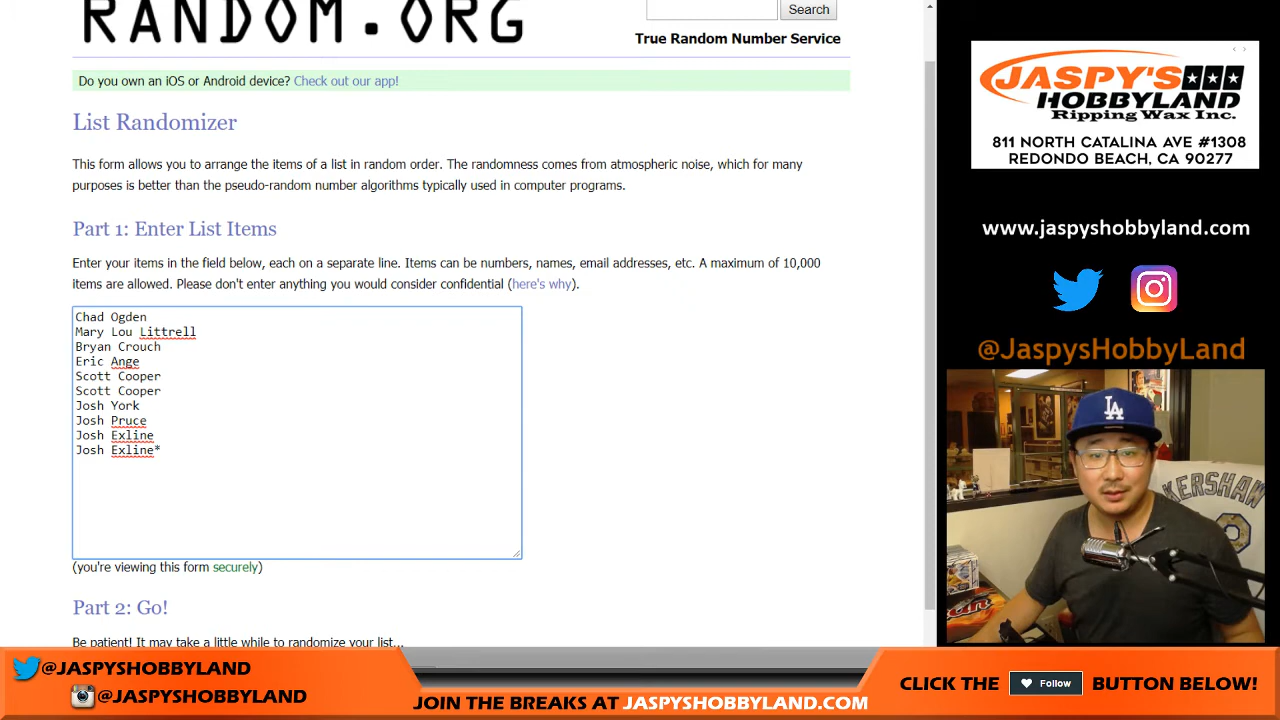 RANDOM.ORG
Search
True Random Number Service
Do you own an iOS or Android device? Check out our app!
List Randomizer
This form allows you to arrange the items of a list in random order. The randomness comes from atmospheric noise, which for many
purposes is better than the pseudo-random number algorithms typically used in computer programs.
Part 1: Enter List Items
Enter your items in the field below, each on a separate line. Items can be numbers, names, email addresses, etc. A maximum of 10,000
items are allowed. Please don't enter anything you would consider confidential (here's why).
Chad Ogden
Mary Lou Littrell
Bryan Crouch
Eric Ange
Scott Cooper
Scott Cooper
Josh York
Josh Pruce
Josh Exline
Josh Exline*
(you're viewing this form securely)
Part 2: Go!
Be patient! It may take a little while to randomize your list...
JASPY'S
HOBBYLAND
Ripping Wax Inc.
811 NORTH CATALINA AVE #1308
REDONDO BEACH, CA 90277
www.jaspyshobbyland.com
@JaspysHobbyLand
LA
KERSHAW
@JASPYSHOBBYLAND
@JASPYSHOBBYLAND
JOIN THE BREAKS AT JASPYSHOBBYLAND.COM
CLICK THE Follow BUTTON BELOW!